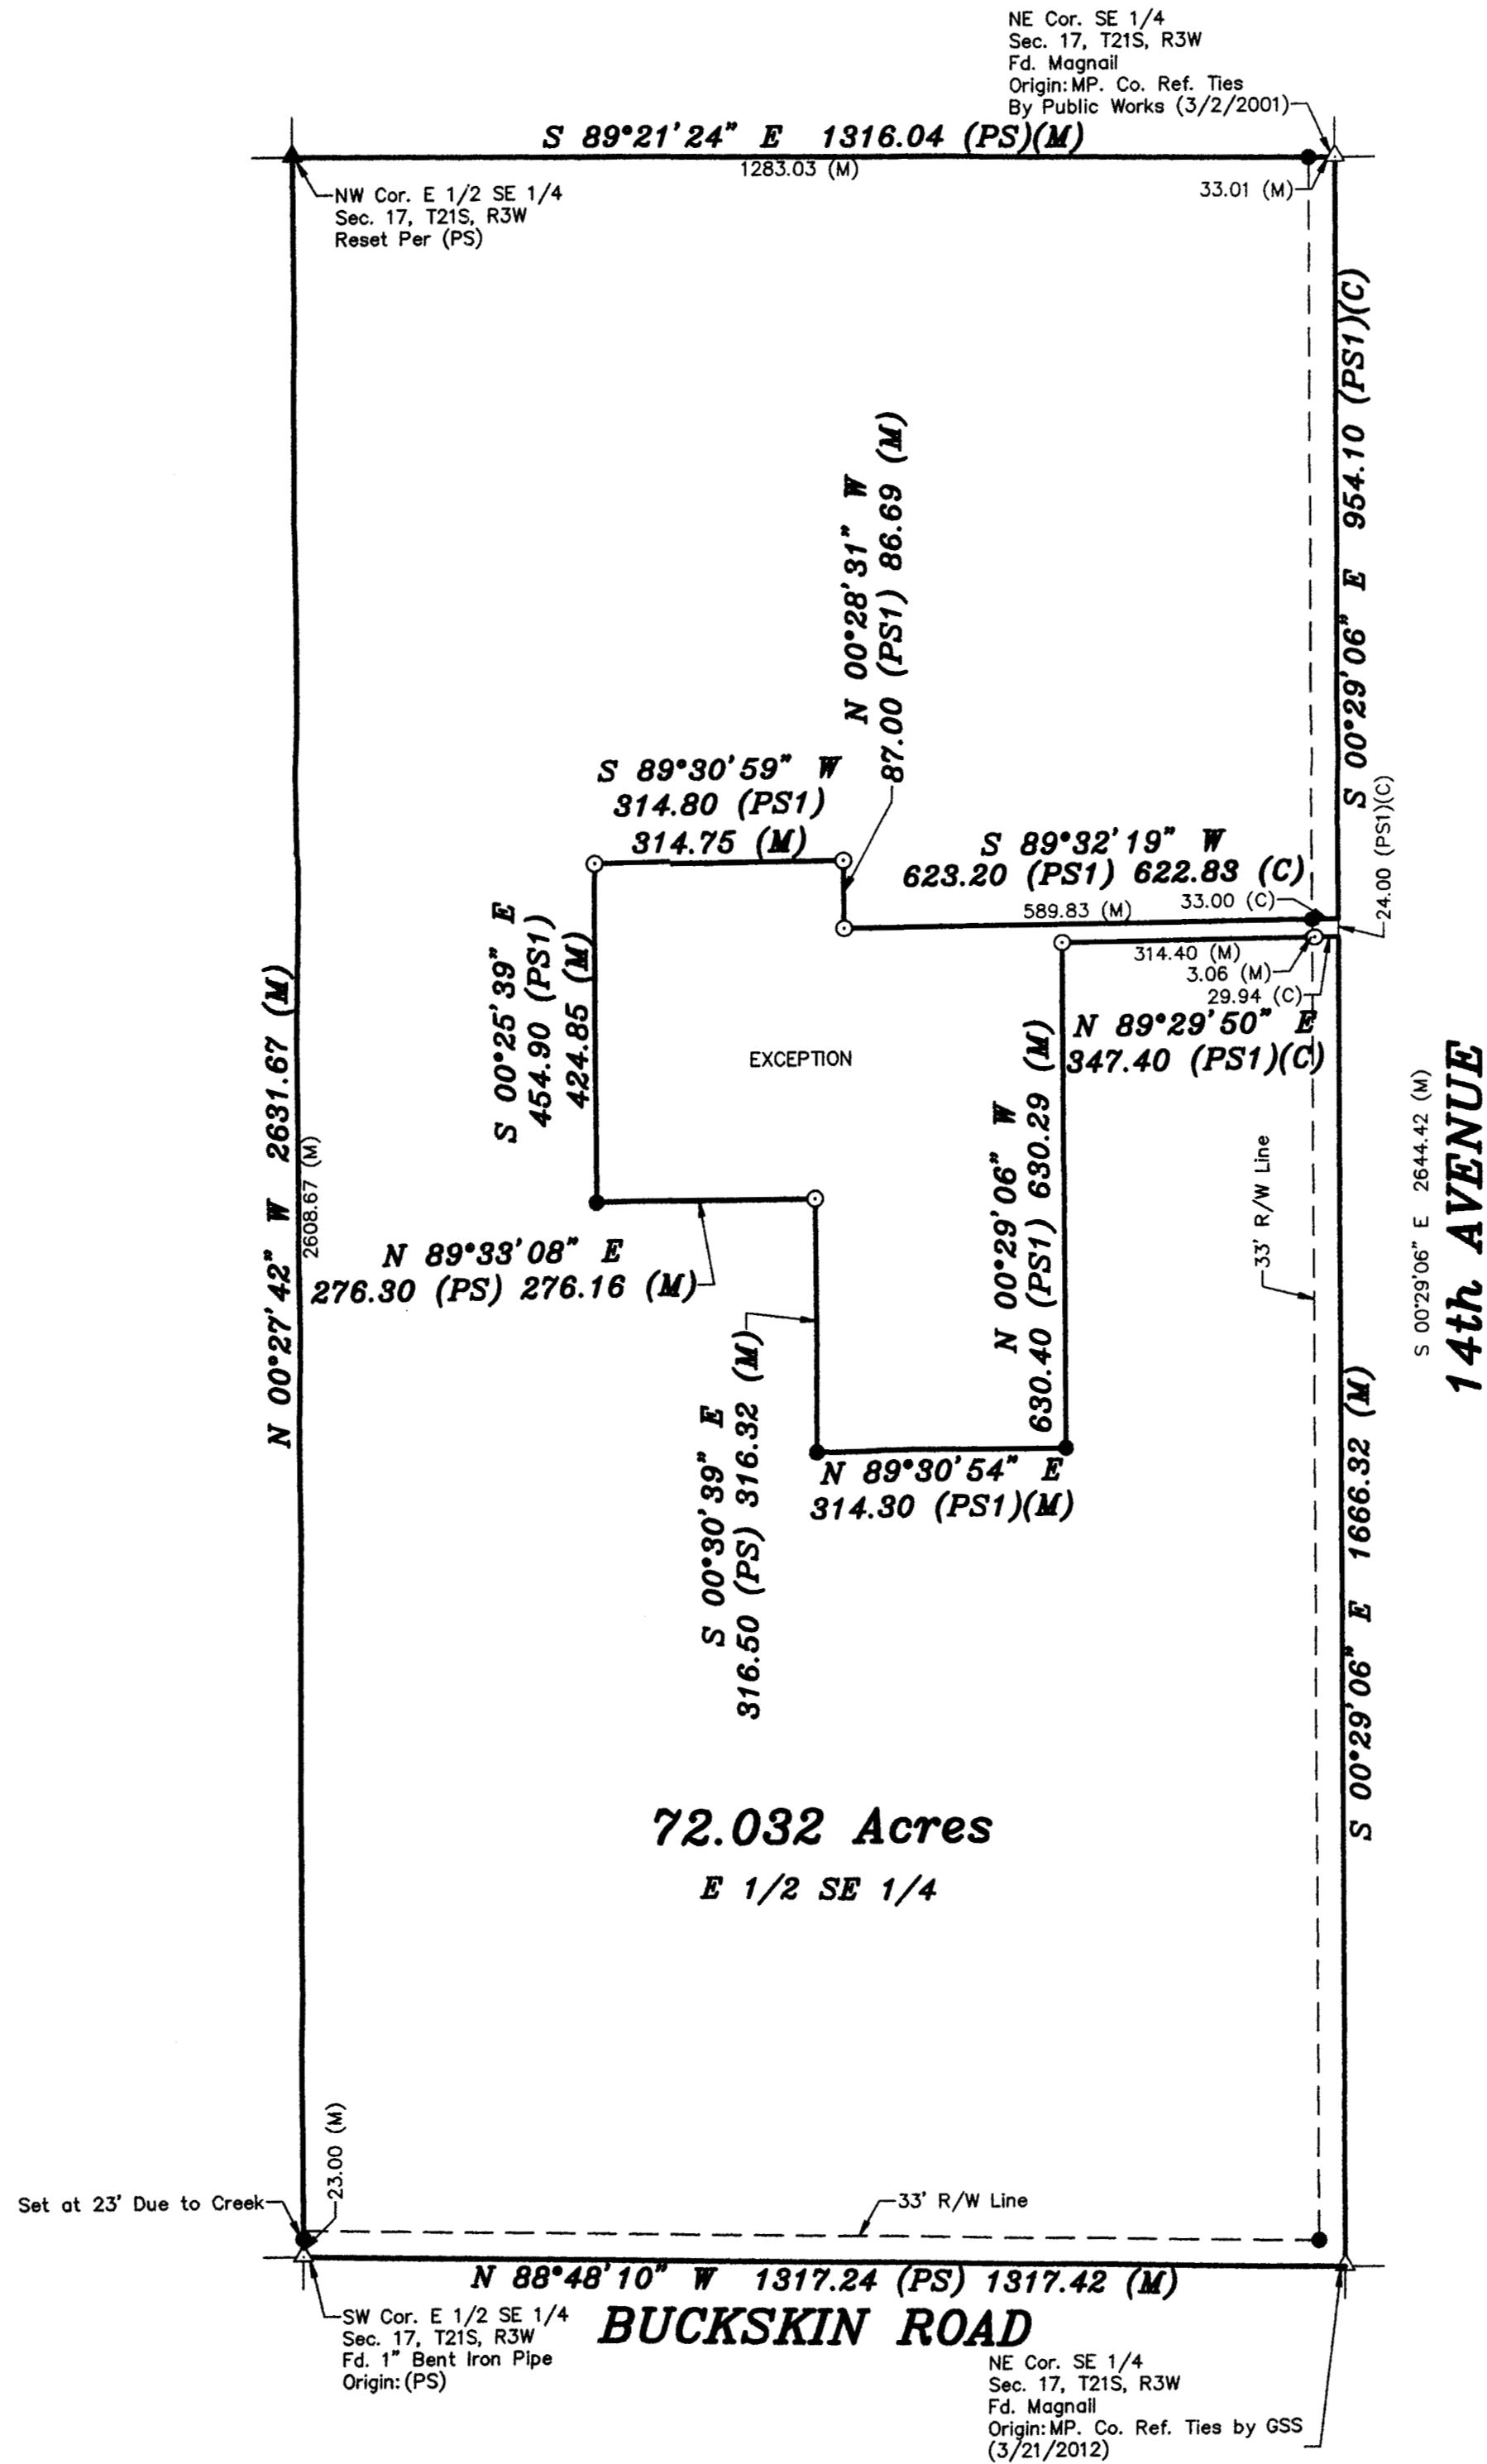 NE Cor. SE 1/4
Sec. 17, T21S, R3W
Fd. Magnail
Origin: MP. Co. Ref. Ties
By Public Works (3/2/2001)
S 89°21'24" E 1316.04 (PS)(M)
1283.03 (M)
33.01 (M)
NW Cor. E 1/2 SE 1/4
Sec. 17, T21S, R3W
Reset Per (PS)
S 00°29'06" E 954.10 (PS1)(C)
N 00°28'31" W
87.00 (PS1) 86.69 (M)
S 89°30'59" W
314.80 (PS1)
314.75 (M)
S 89°32'19" W
623.20 (PS1) 622.83 (C)
33.00 (C)
589.83 (M)
24.00 (PS1)(C)
314.40 (M)
3.06 (M)
29.94 (C)
N 89°29'50" E
347.40 (PS1)(C)
S 00°25'39" E
454.90 (PS1)
424.85 (M)
EXCEPTION
N 00°27'42" W 2631.67 (M)
2608.67 (M)
N 00°29'06" W
630.40 (PS1) 630.29 (M)
33' R/W Line
S 00°29'06" E 2644.42 (M)
14th AVENUE
N 89°33'08" E
276.30 (PS) 276.16 (M)
S 00°30'39" E
316.50 (PS) 316.32 (M)
N 89°30'54" E
314.30 (PS1)(M)
S 00°29'06" E 1666.32 (M)
72.032 Acres
E 1/2 SE 1/4
23.00 (M)
Set at 23' Due to Creek
33' R/W Line
N 88°48'10" W 1317.24 (PS) 1317.42 (M)
BUCKSKIN ROAD
SW Cor. E 1/2 SE 1/4
Sec. 17, T21S, R3W
Fd. 1" Bent Iron Pipe
Origin: (PS)
NE Cor. SE 1/4
Sec. 17, T21S, R3W
Fd. Magnail
Origin: MP. Co. Ref. Ties by GSS
(3/21/2012)